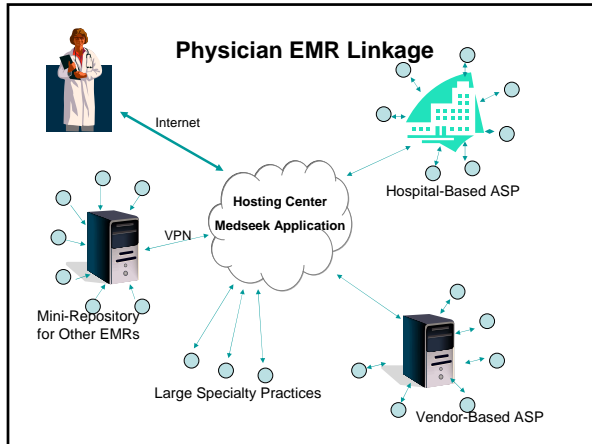 Physician EMR Linkage
Internet
Hosting Center
Medseek Application
Hospital-Based ASP
VPN
Mini-Repository
for Other EMRs
Large Specialty Practices
Vendor-Based ASP